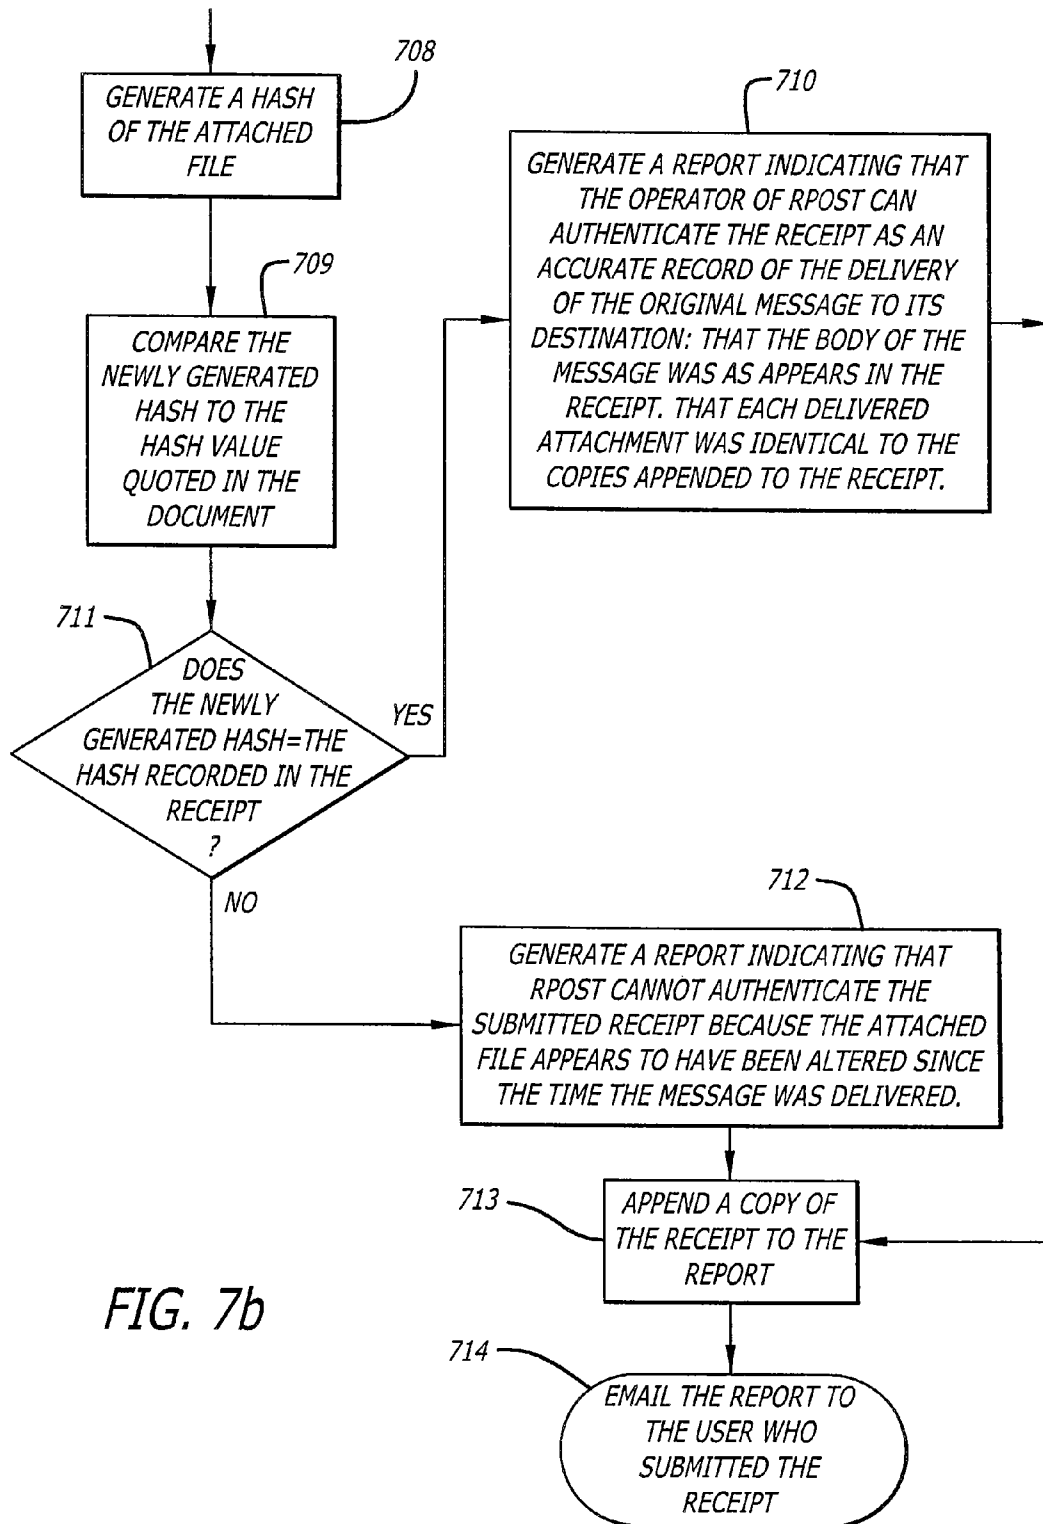 708
GENERATE A HASH
OF THE ATTACHED
FILE
709
COMPARE THE
NEWLY GENERATED
HASH TO THE
HASH VALUE
QUOTED IN THE
DOCUMENT
710
GENERATE A REPORT INDICATING THAT
THE OPERATOR OF RPOST CAN
AUTHENTICATE THE RECEIPT AS AN
ACCURATE RECORD OF THE DELIVERY
OF THE ORIGINAL MESSAGE TO ITS
DESTINATION: THAT THE BODY OF THE
MESSAGE WAS AS APPEARS IN THE
RECEIPT. THAT EACH DELIVERED
ATTACHMENT WAS IDENTICAL TO THE
COPIES APPENDED TO THE RECEIPT.
711
DOES
THE NEWLY
GENERATED HASH=THE
HASH RECORDED IN THE
RECEIPT
?
YES
NO
712
GENERATE A REPORT INDICATING THAT
RPOST CANNOT AUTHENTICATE THE
SUBMITTED RECEIPT BECAUSE THE ATTACHED
FILE APPEARS TO HAVE BEEN ALTERED SINCE
THE TIME THE MESSAGE WAS DELIVERED.
713
APPEND A COPY OF
THE RECEIPT TO THE
REPORT
714
EMAIL THE REPORT TO
THE USER WHO
SUBMITTED THE
RECEIPT
FIG. 7b